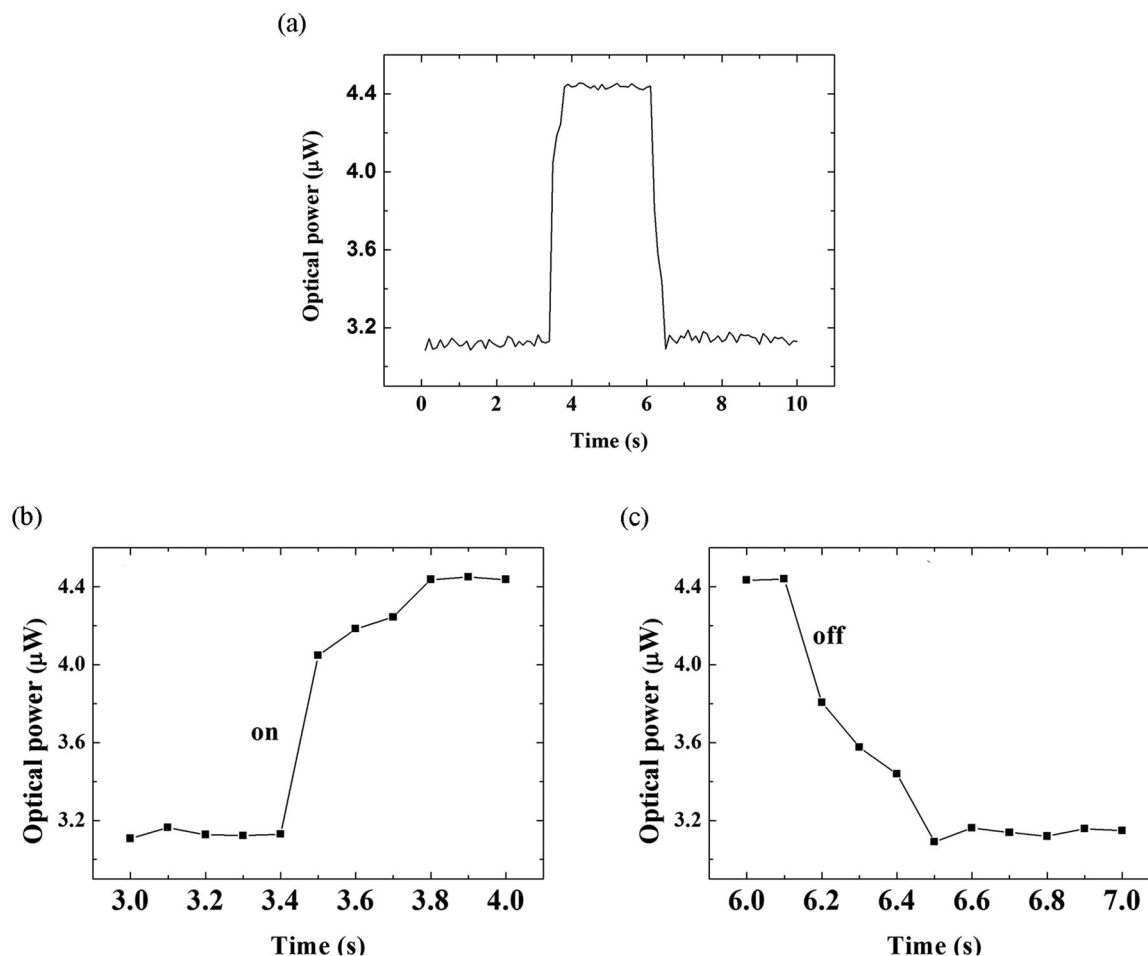 (a)
Optical power (μW)
4.4
4.0
3.6
3.2
0 2 4 6 8 10
Time (s)
(b)
Optical power (μW)
4.4
4.0
3.6
3.2
on
3.0 3.2 3.4 3.6 3.8 4.0
Time (s)
(c)
Optical power (μW)
4.4
4.0
3.6
3.2
off
6.0 6.2 6.4 6.6 6.8 7.0
Time (s)